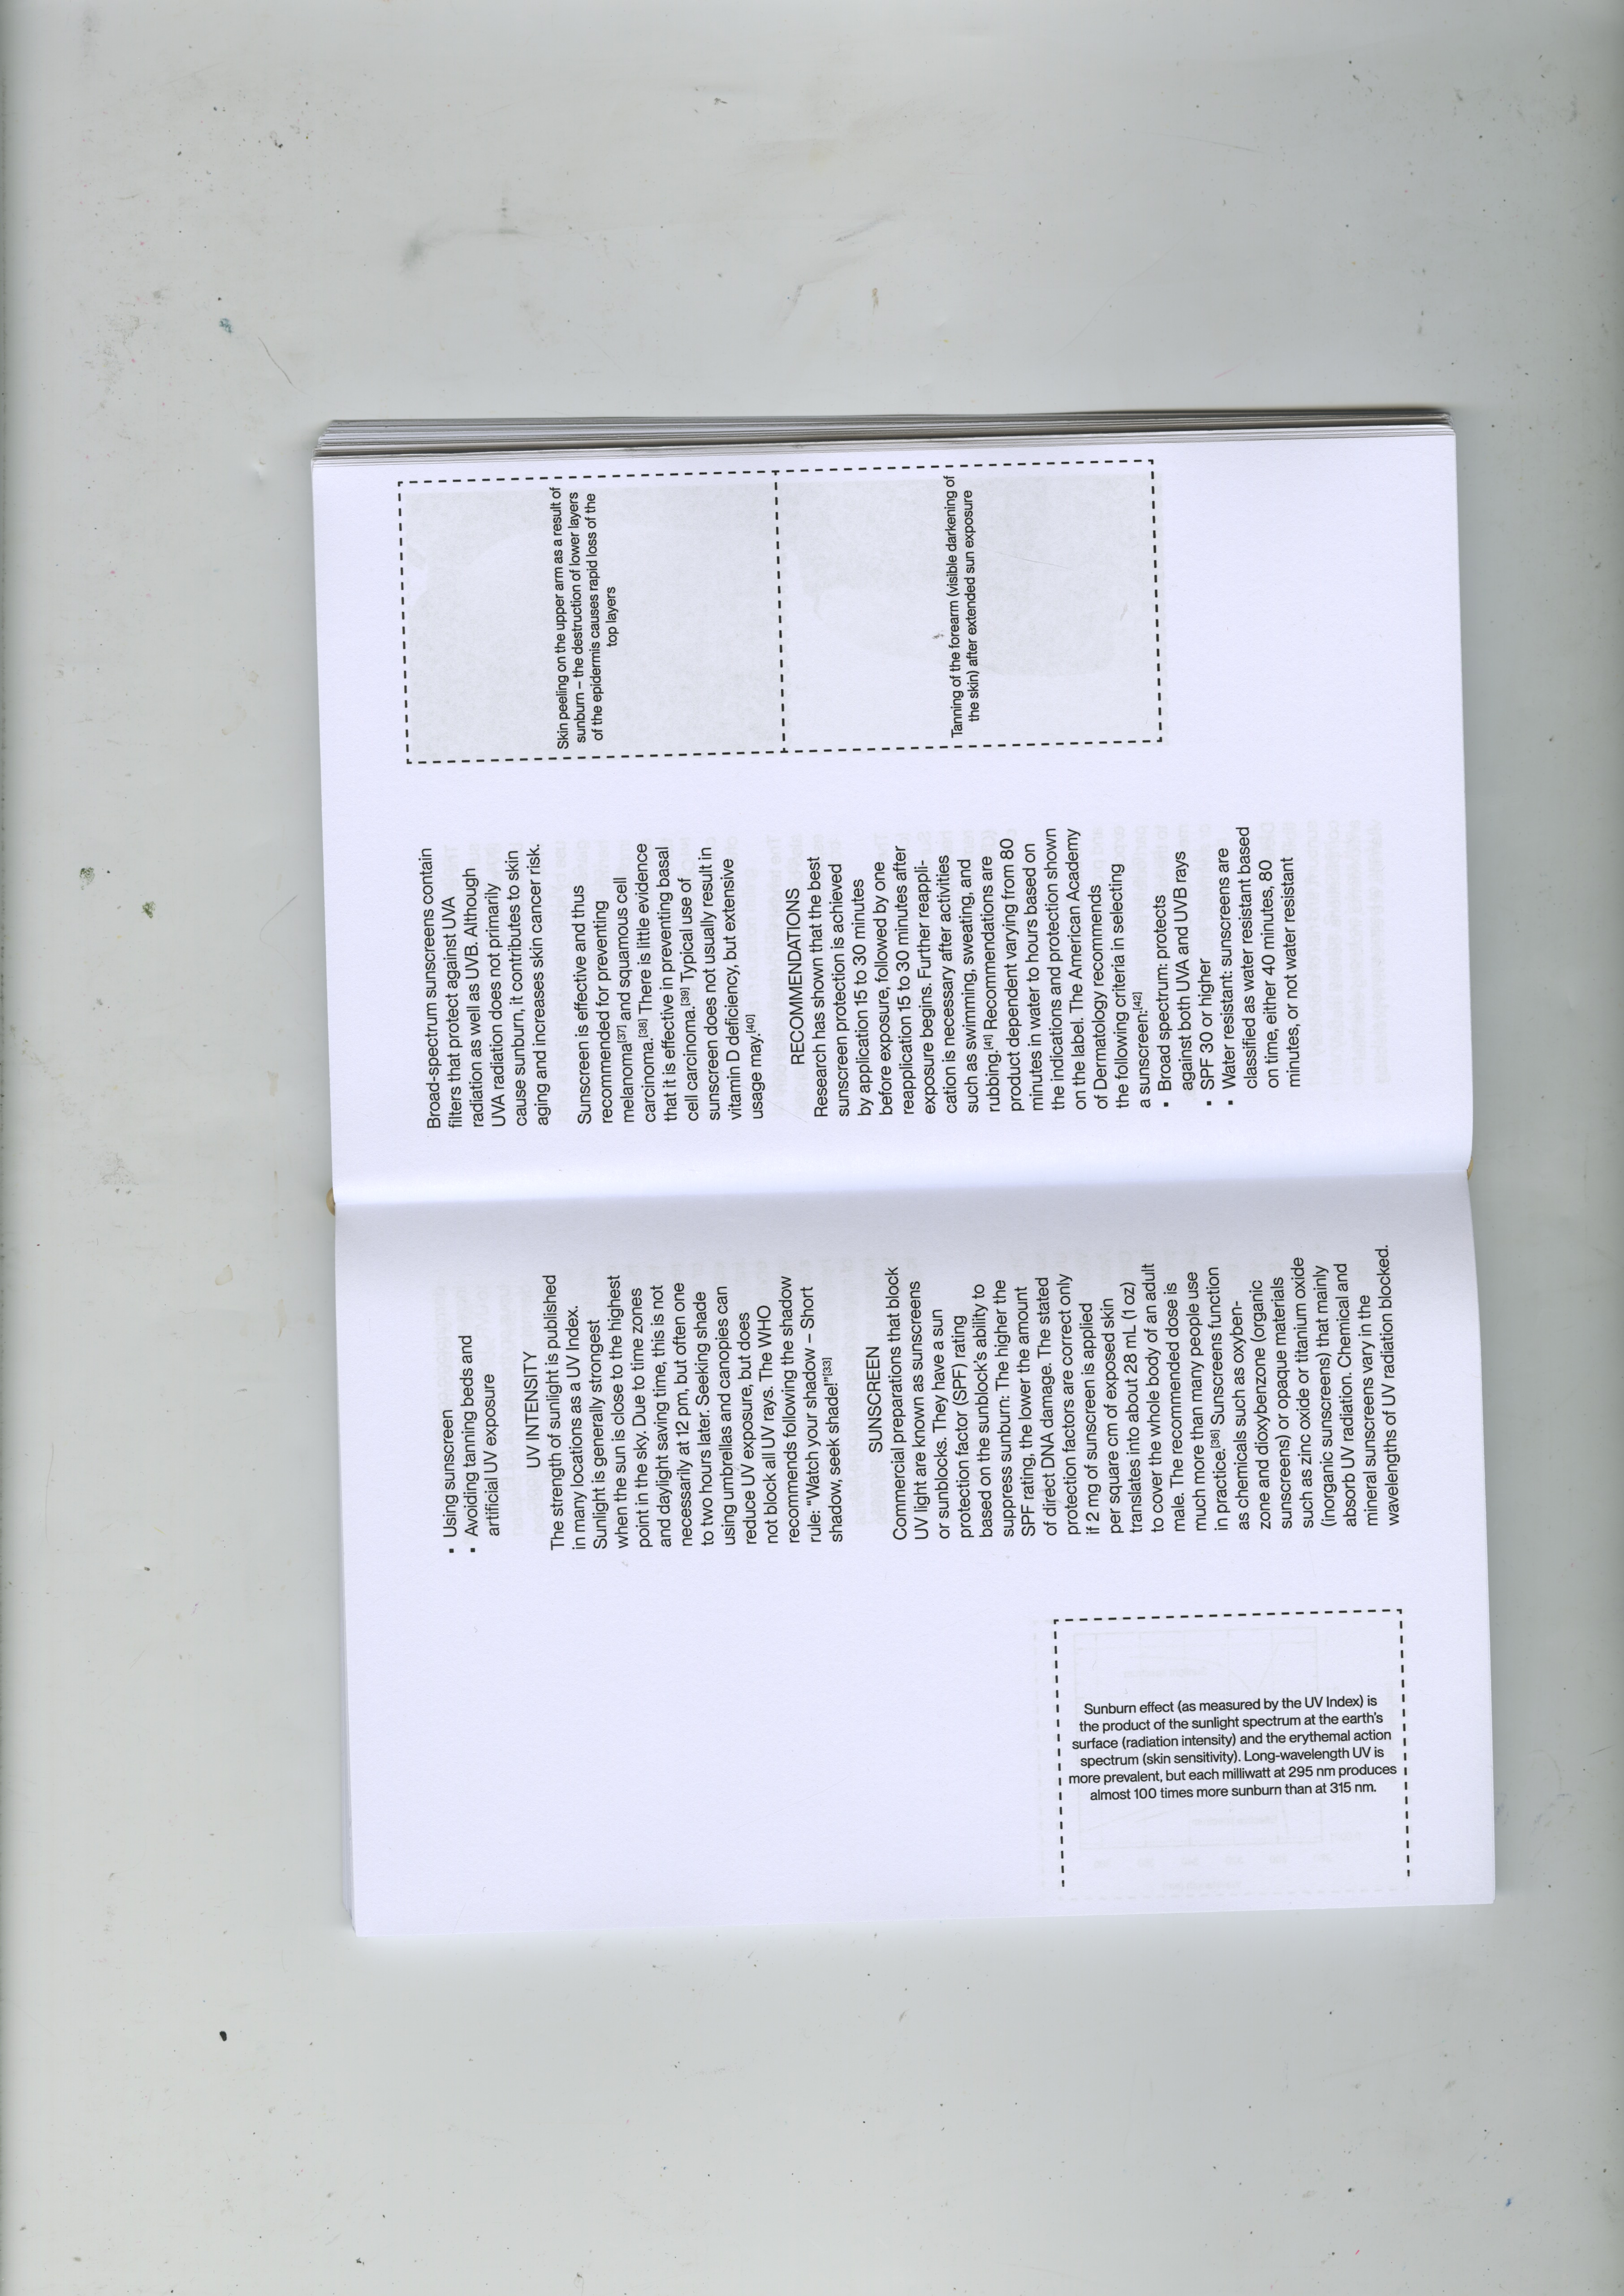 ▪ Using sunscreen
▪ Avoiding tanning beds and
artificial UV exposure
UV INTENSITY
The strength of sunlight is published
in many locations as a UV Index.
Sunlight is generally strongest
when the sun is close to the highest
point in the sky. Due to time zones
and daylight saving time, this is not
necessarily at 12 pm, but often one
to two hours later. Seeking shade
using umbrellas and canopies can
reduce UV exposure, but does
not block all UV rays. The WHO
recommends following the shadow
rule: “Watch your shadow – Short
shadow, seek shade!”[33]
SUNSCREEN
Commercial preparations that block
UV light are known as sunscreens
or sunblocks. They have a sun
protection factor (SPF) rating
based on the sunblock’s ability to
suppress sunburn: The higher the
SPF rating, the lower the amount
of direct DNA damage. The stated
protection factors are correct only
if 2 mg of sunscreen is applied
per square cm of exposed skin
translates into about 28 mL (1 oz)
to cover the whole body of an adult
male. The recommended dose is
much more than many people use
in practice.[36] Sunscreens function
as chemicals such as oxyben-
zone and dioxybenzone (organic
sunscreens) or opaque materials
such as zinc oxide or titanium oxide
(inorganic sunscreens) that mainly
absorb UV radiation. Chemical and
mineral sunscreens vary in the
wavelengths of UV radiation blocked.
Sunburn effect (as measured by the UV Index) is
the product of the sunlight spectrum at the earth’s
surface (radiation intensity) and the erythemal action
spectrum (skin sensitivity). Long-wavelength UV is
more prevalent, but each milliwatt at 295 nm produces
almost 100 times more sunburn than at 315 nm.
Broad-spectrum sunscreens contain
filters that protect against UVA
radiation as well as UVB. Although
UVA radiation does not primarily
cause sunburn, it contributes to skin
aging and increases skin cancer risk.
Sunscreen is effective and thus
recommended for preventing
melanoma[37] and squamous cell
carcinoma.[38] There is little evidence
that it is effective in preventing basal
cell carcinoma.[39] Typical use of
sunscreen does not usually result in
vitamin D deficiency, but extensive
usage may.[40]
RECOMMENDATIONS
Research has shown that the best
sunscreen protection is achieved
by application 15 to 30 minutes
before exposure, followed by one
reapplication 15 to 30 minutes after
exposure begins. Further reappli-
cation is necessary after activities
such as swimming, sweating, and
rubbing.[41] Recommendations are
product dependent varying from 80
minutes in water to hours based on
the indications and protection shown
on the label. The American Academy
of Dermatology recommends
the following criteria in selecting
a sunscreen:[42]
▪ Broad spectrum: protects
against both UVA and UVB rays
▪ SPF 30 or higher
▪ Water resistant: sunscreens are
classified as water resistant based
on time, either 40 minutes, 80
minutes, or not water resistant
Skin peeling on the upper arm as a result of
sunburn – the destruction of lower layers
of the epidermis causes rapid loss of the
top layers
Tanning of the forearm (visible darkening of
the skin) after extended sun exposure